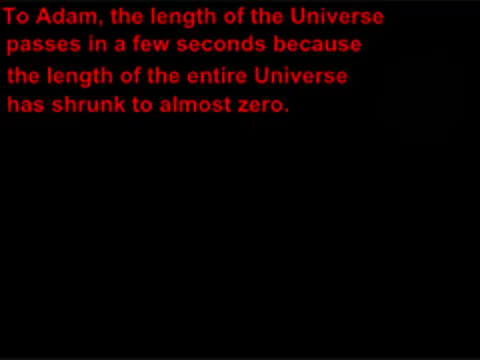 To Adam, the length of the Universe
passes in a few seconds because
the length of the entire Universe
has shrunk to almost zero.